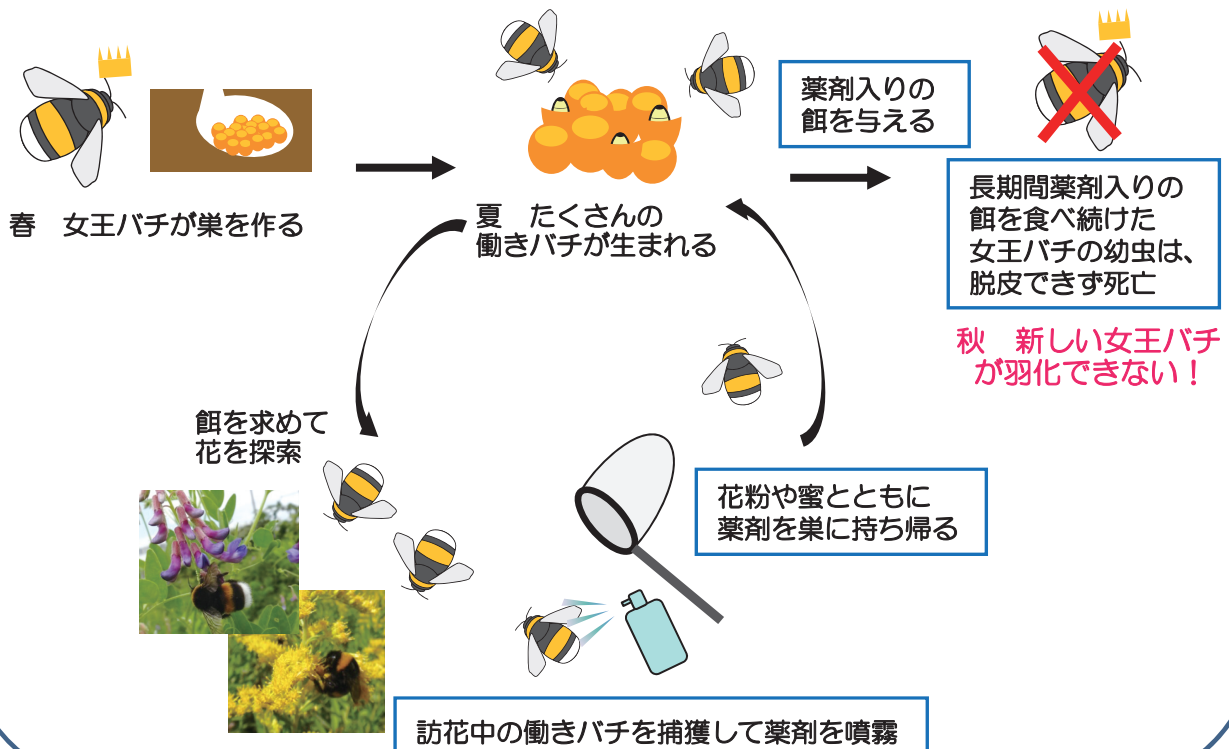 春　女王バチが巣を作る
夏　たくさんの
働きバチが生まれる
薬剤入りの
餌を与える
長期間薬剤入りの
餌を食べ続けた
女王バチの幼虫は、
脱皮できず死亡
秋　新しい女王バチ
が羽化できない！
餌を求めて
花を探索
花粉や蜜とともに
薬剤を巣に持ち帰る
訪花中の働きバチを捕獲して薬剤を噴霧